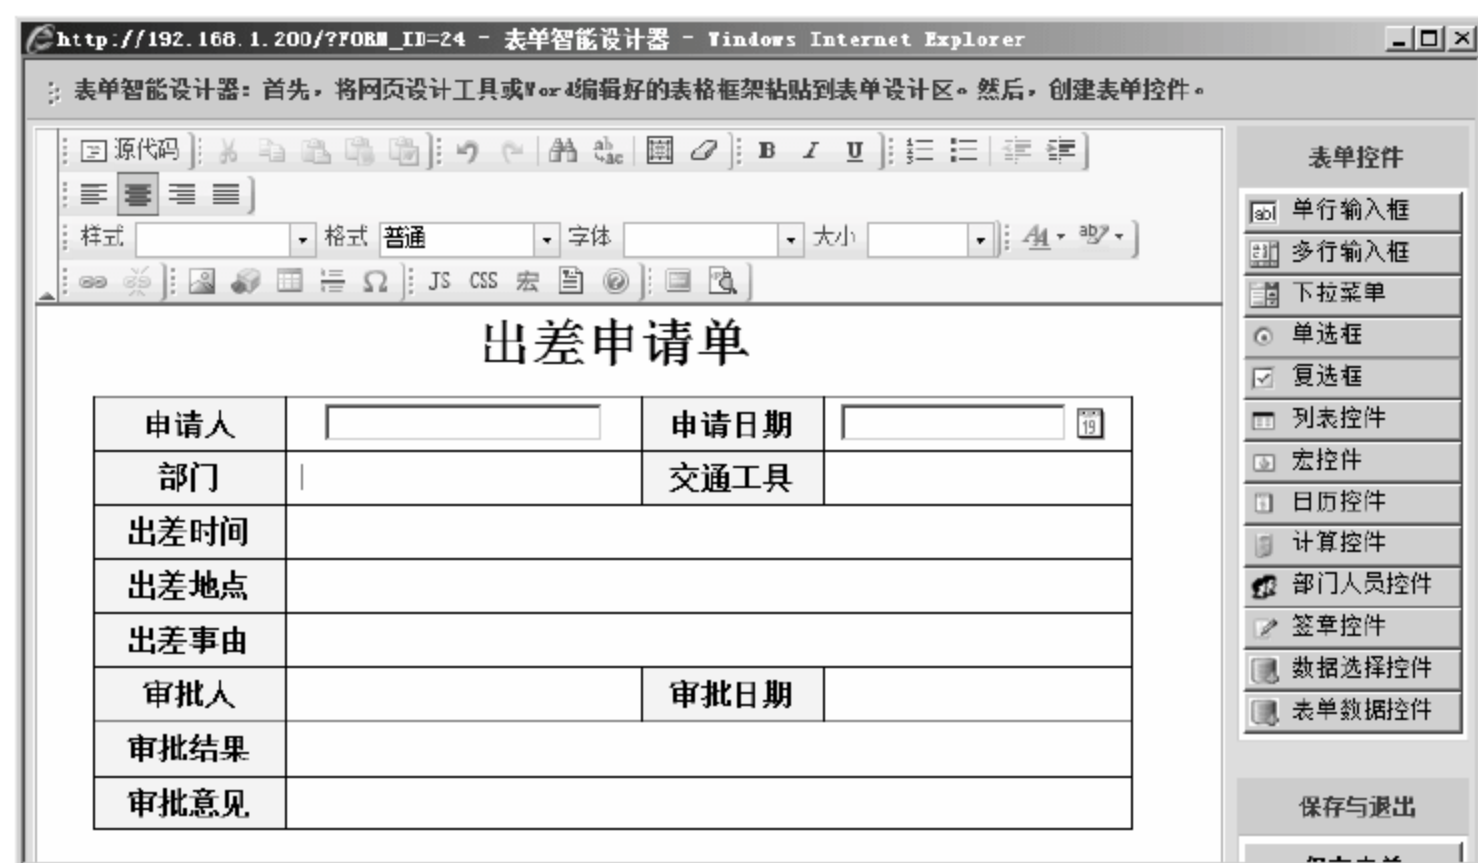 http://192.168.1.200/?FORM_ID=24 - 表单智能设计器 - Windows Internet Explorer
表单智能设计器：首先，将网页设计工具或Word编辑好的表格框架粘贴到表单设计区。然后，创建表单控件。
源代码 B I U
样式 格式 普通 字体 大小
JS CSS 宏
出差申请单
申请人 申请日期 19
部门 交通工具
出差时间
出差地点
出差事由
审批人 审批日期
审批结果
审批意见
表单控件
单行输入框
多行输入框
下拉菜单
单选框
复选框
列表控件
宏控件
日历控件
计算控件
部门人员控件
签章控件
数据选择控件
表单数据控件
保存与退出